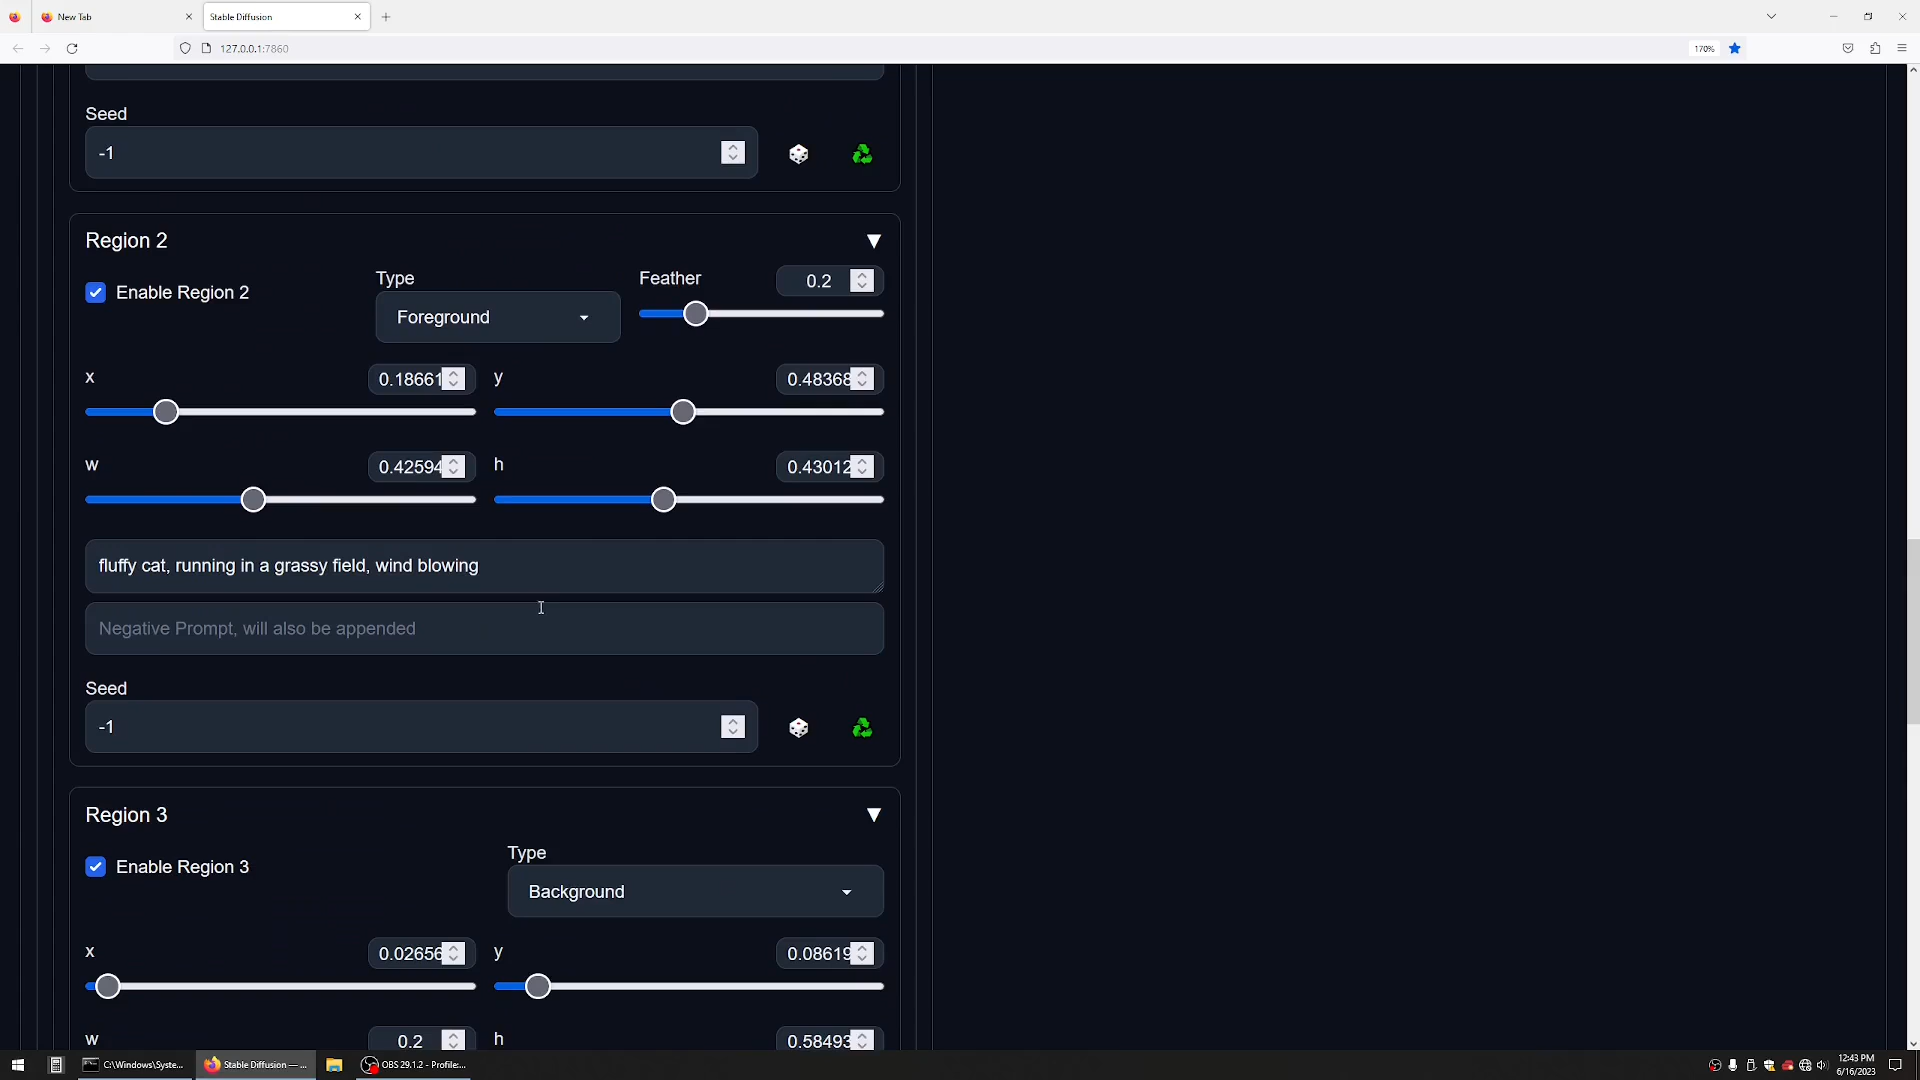 New Tab
Stable Diffusion
127.0.0.1:7860
170%
Seed
-1
Region 2
Enable Region 2
Type
Foreground
Feather
0.2
x
0.18661
y
0.48368
w
0.42594
h
0.43012
fluffy cat, running in a grassy field, wind blowing
Negative Prompt, will also be appended
Seed
-1
Region 3
Enable Region 3
Type
Background
x
0.02656
y
0.08619
w
0.2
h
0.58493
C:\Windows\Syste...
Stable Diffusion — ...
OBS 29.1.2 - Profile:...
12:43 PM
6/16/2023